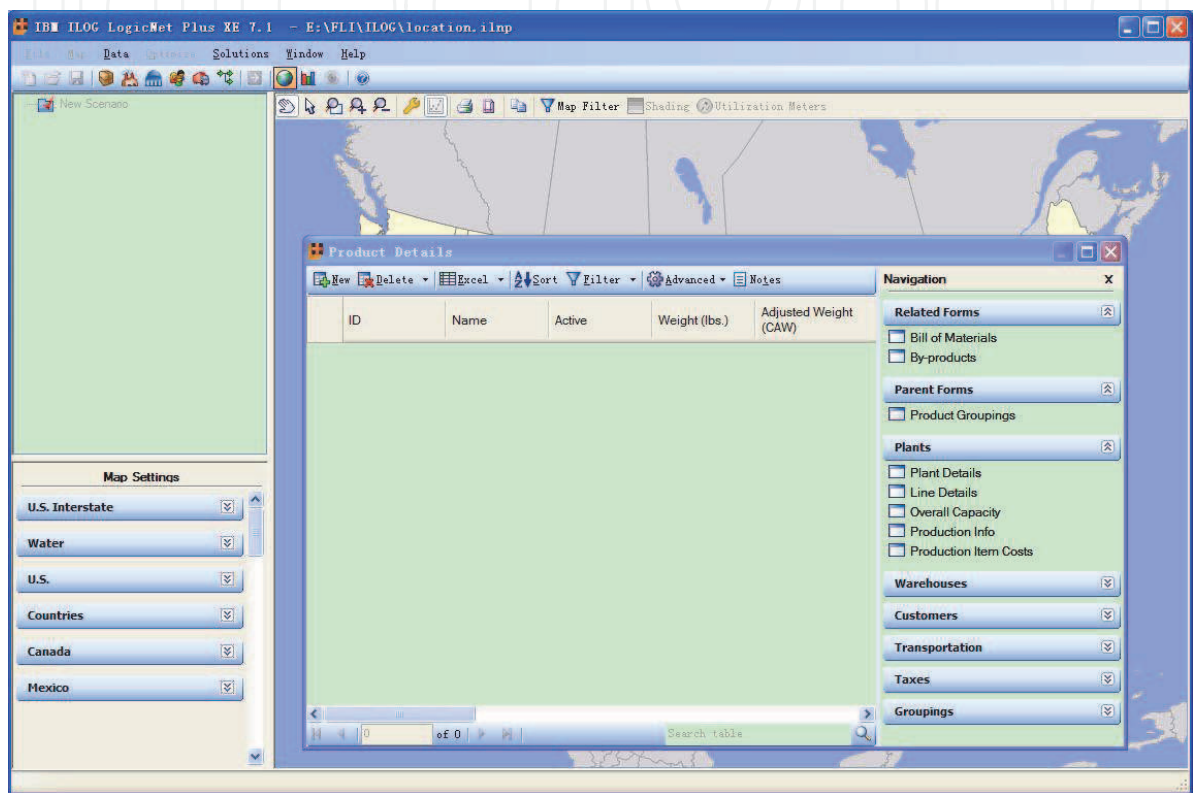 IBM ILOG LogicNet Plus XE 7.1 - E:\FLI\ILOG\location.ilnp
File Map Data Optimize Solutions Window Help
New Scenario
Map Filter Shading Utilization Meters
Product Details
New Delete Excel Sort Filter Advanced Notes
Navigation X
ID Name Active Weight (lbs.) Adjusted Weight (CAW)
Related Forms
Bill of Materials
By-products
Parent Forms
Product Groupings
Plants
Plant Details
Line Details
Overall Capacity
Production Info
Production Item Costs
Warehouses
Customers
Transportation
Taxes
Groupings
0 of 0 Search table
Map Settings
U.S. Interstate
Water
U.S.
Countries
Canada
Mexico